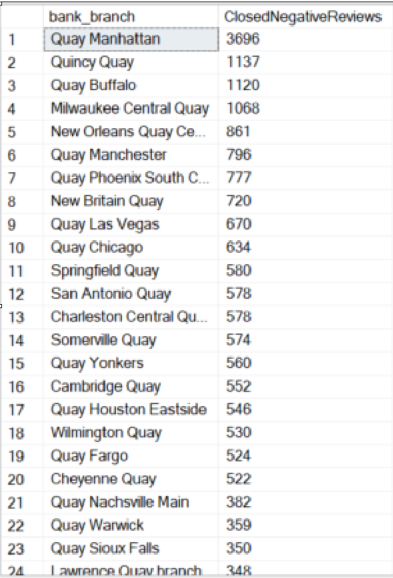 bank_branch ClosedNegativeReviews
1 Quay Manhattan 3696
2 Quincy Quay 1137
3 Quay Buffalo 1120
4 Milwaukee Central Quay 1068
5 New Orleans Quay Ce... 861
6 Quay Manchester 796
7 Quay Phoenix South C... 777
8 New Britain Quay 720
9 Quay Las Vegas 670
10 Quay Chicago 634
11 Springfield Quay 580
12 San Antonio Quay 578
13 Charleston Central Qu... 578
14 Somerville Quay 574
15 Quay Yonkers 560
16 Cambridge Quay 552
17 Quay Houston Eastside 546
18 Wilmington Quay 530
19 Quay Fargo 524
20 Cheyenne Quay 522
21 Quay Nachsville Main 382
22 Quay Warwick 359
23 Quay Sioux Falls 350
24 Lawrence Quay branch 348